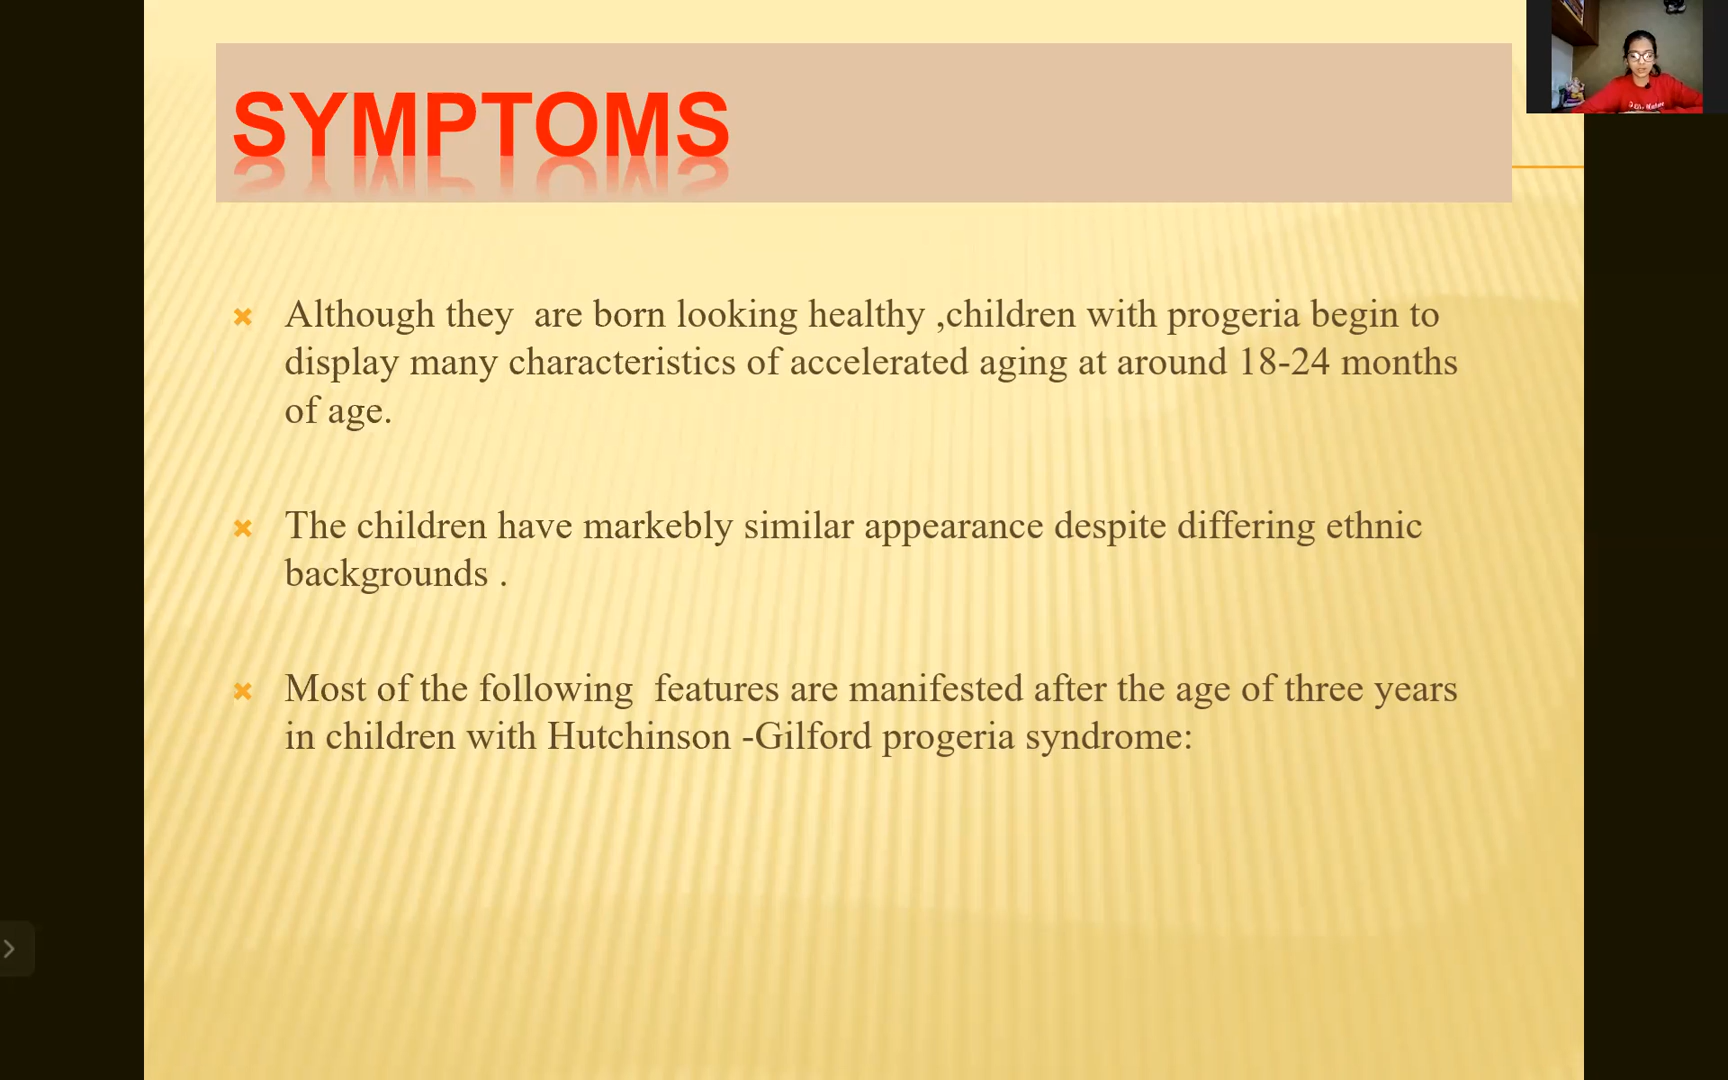 SYMPTOMS
Although they  are born looking healthy ,children with progeria begin to
display many characteristics of accelerated aging at around 18-24 months
of age.
The children have markebly similar appearance despite differing ethnic
backgrounds .
Most of the following  features are manifested after the age of three years
in children with Hutchinson -Gilford progeria syndrome: